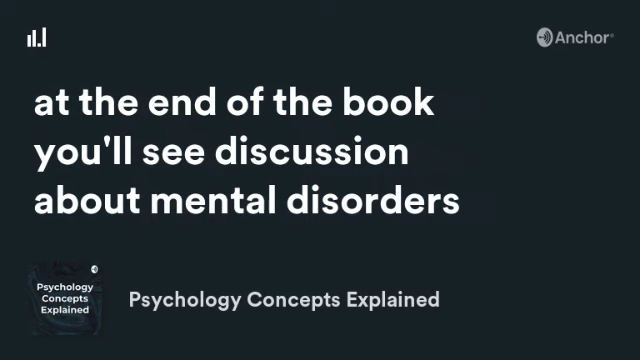 Anchor®
at the end of the book
you'll see discussion
about mental disorders
Psychology
Concepts
Explained
Psychology Concepts Explained